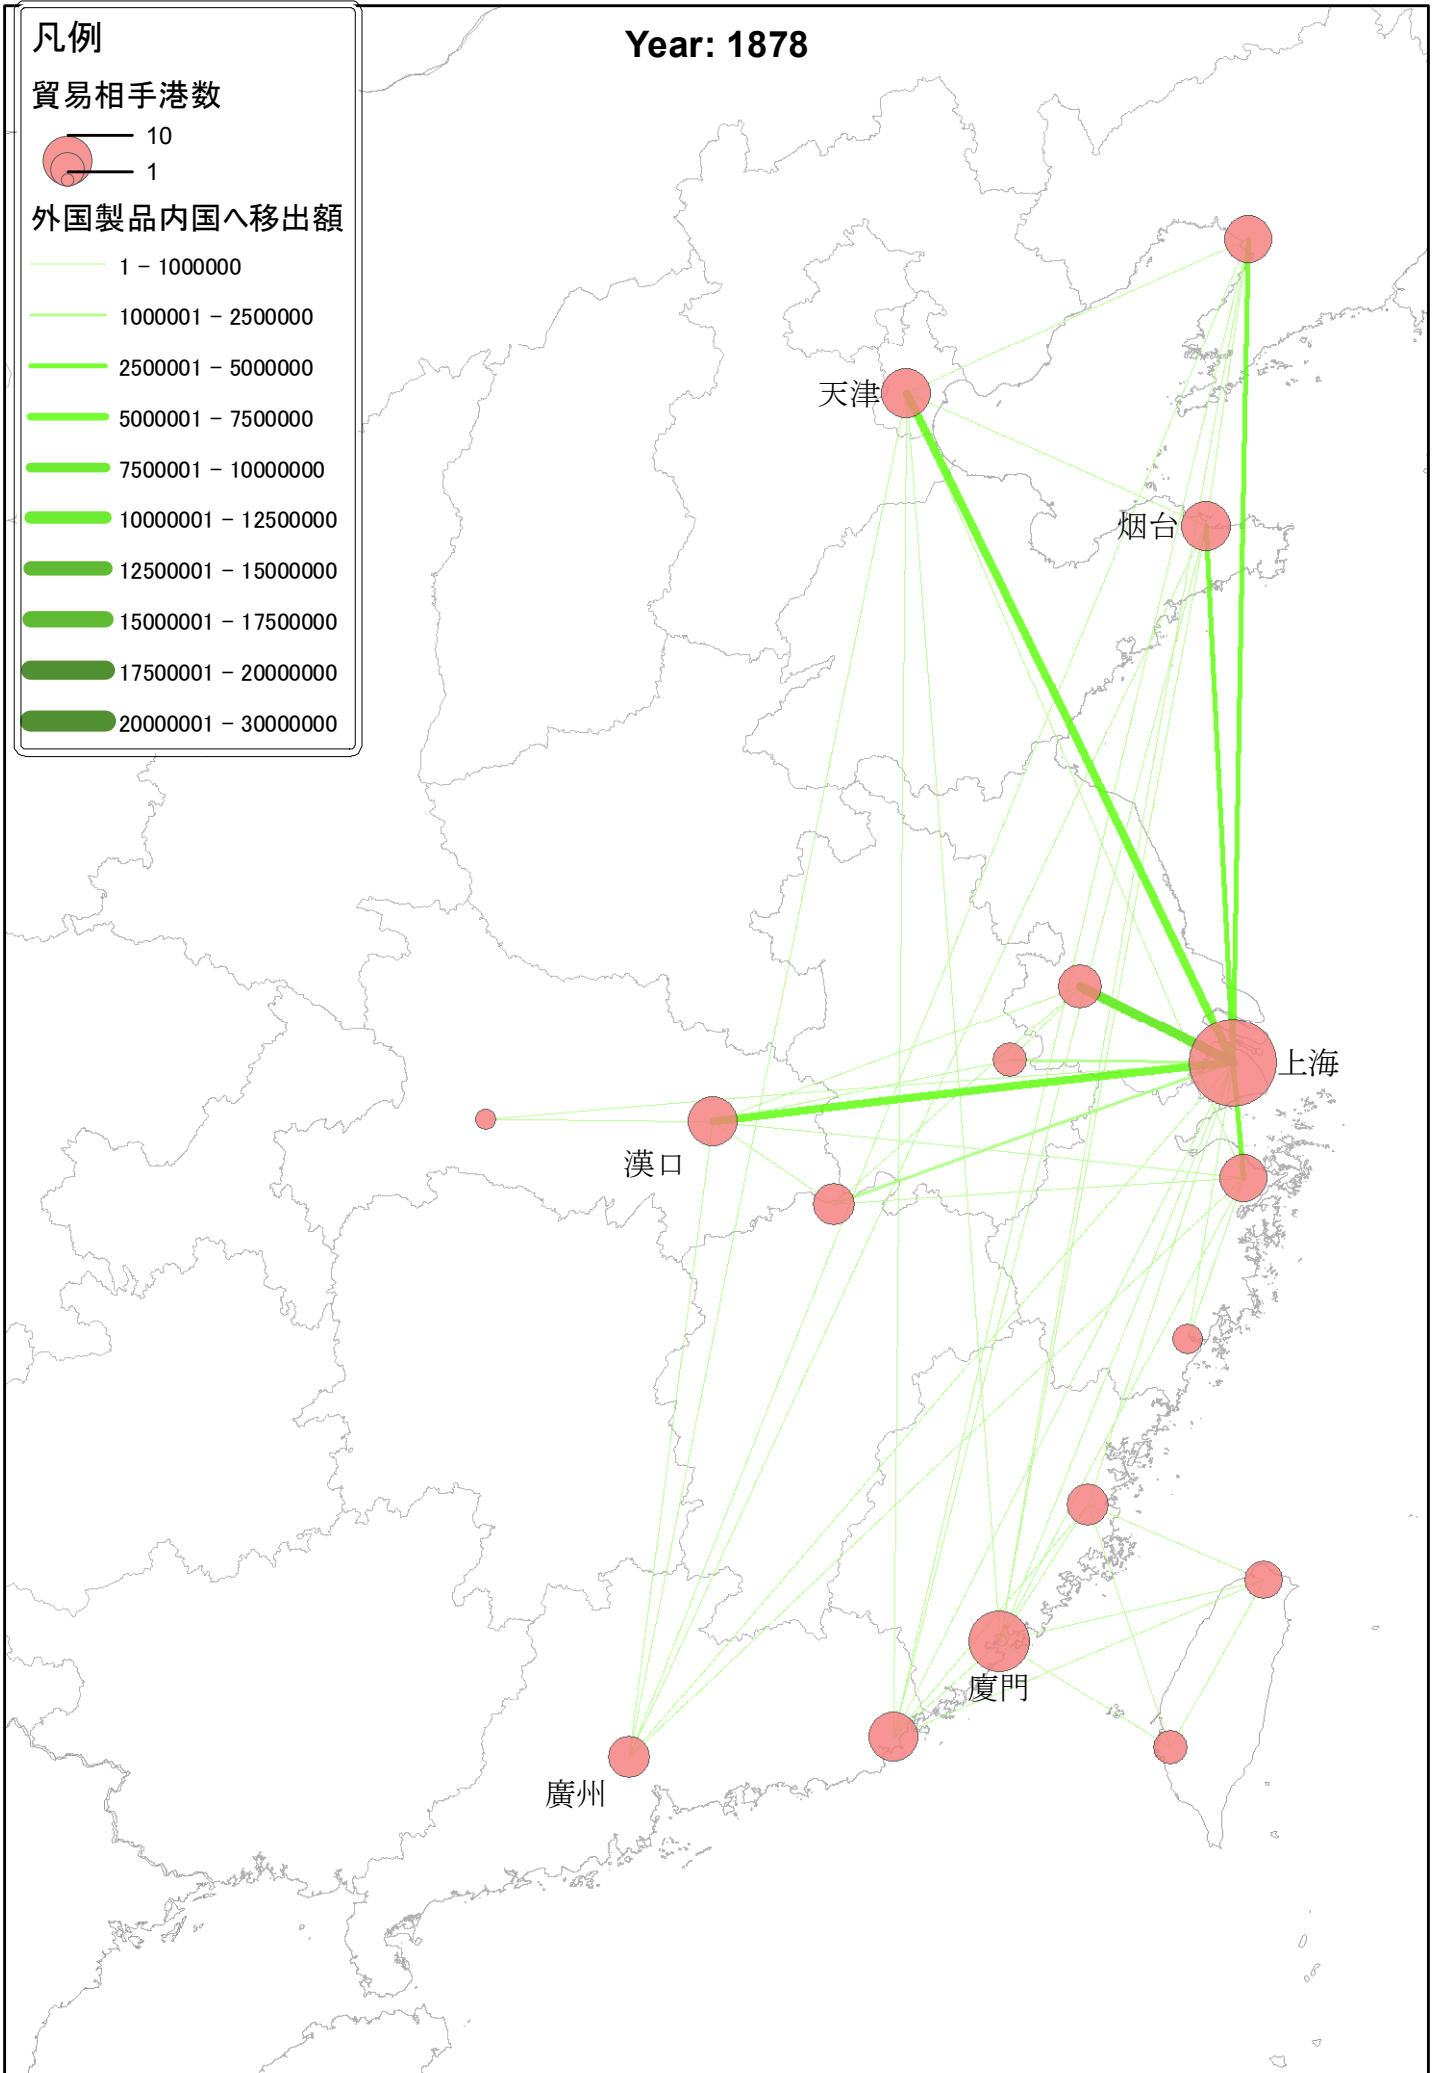 Year: 1878
凡例
貿易相手港数
10
1
外国製品内国へ移出額
1 - 1000000
1000001 - 2500000
2500001 - 5000000
5000001 - 7500000
7500001 - 10000000
10000001 - 12500000
12500001 - 15000000
15000001 - 17500000
17500001 - 20000000
20000001 - 30000000
天津
烟台
上海
漢口
廈門
廣州